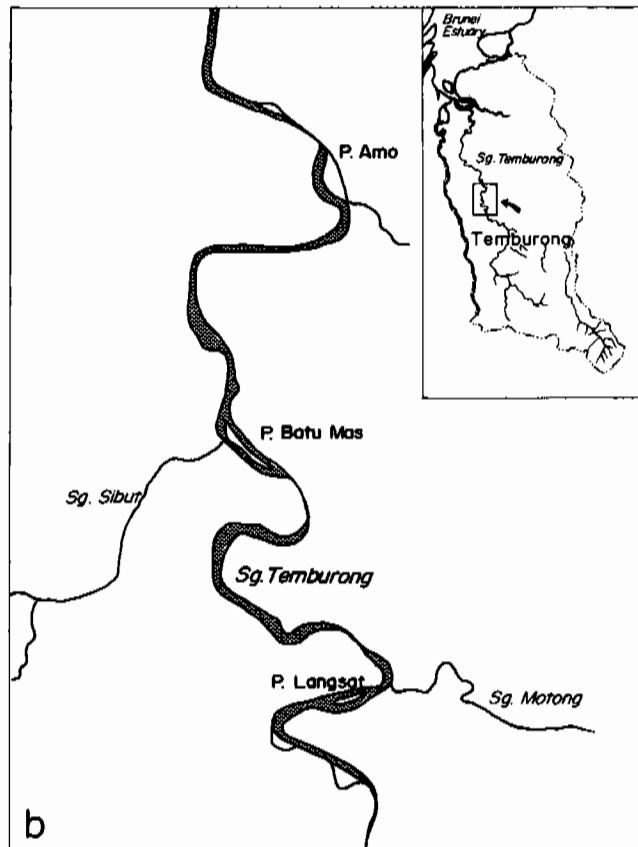 Brunei
Estuary
P. Amo
Sg. Temburong
Temburong
P. Batu Mas
Sg. Sibut
Sg. Temburong
P. Langsat
Sg. Motong
b